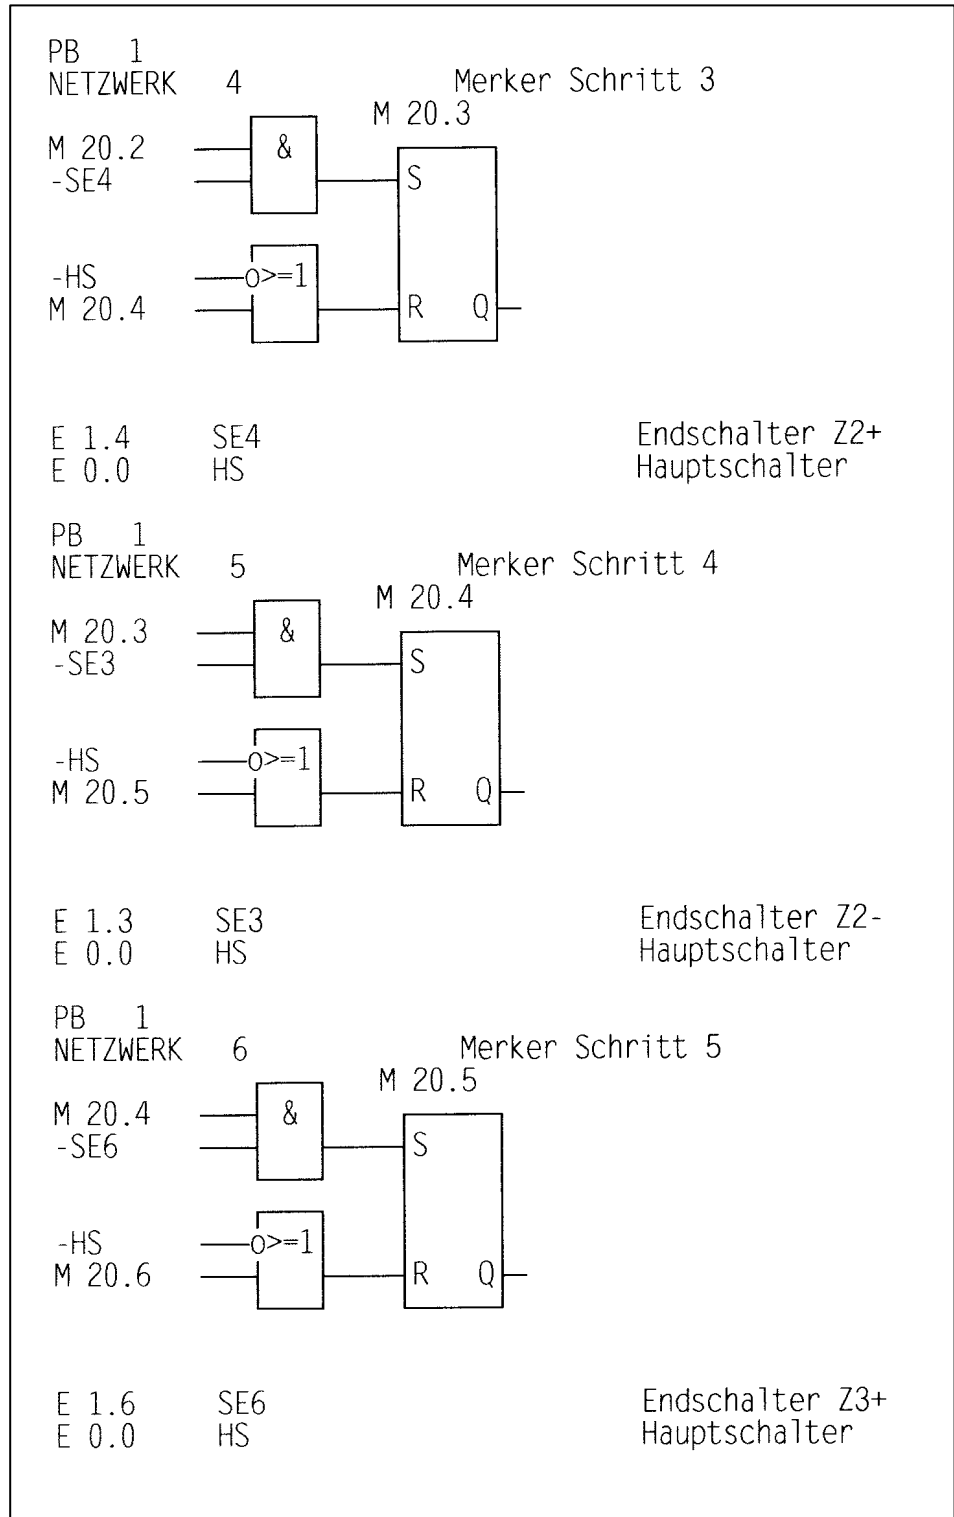 PB 1
NETZWERK 4 Merker Schritt 3
M 20.3
M 20.2 &
-SE4 S
-HS >=1
M 20.4 R Q
E 1.4 SE4 Endschalter Z2+
E 0.0 HS Hauptschalter
PB 1
NETZWERK 5 Merker Schritt 4
M 20.4
M 20.3 &
-SE3 S
-HS >=1
M 20.5 R Q
E 1.3 SE3 Endschalter Z2-
E 0.0 HS Hauptschalter
PB 1
NETZWERK 6 Merker Schritt 5
M 20.5
M 20.4 &
-SE6 S
-HS >=1
M 20.6 R Q
E 1.6 SE6 Endschalter Z3+
E 0.0 HS Hauptschalter